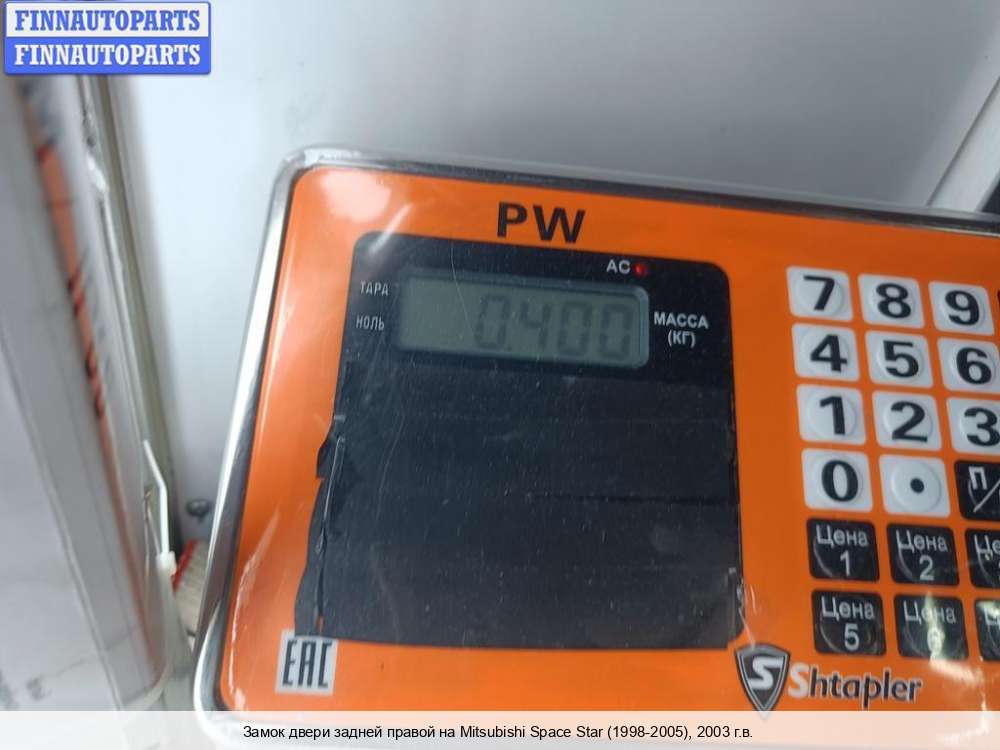 FINNAUTOPARTS
FINNAUTOPARTS
PW
AC
ТАРА
НОЛЬ
0.400
МАССА
(КГ)
7 8 9
4 5 6
1 2 3
0 •
П/
Цена 1
Цена 2
Цена 5
Цена 6
EAC
S Shtapler
Замок двери задней правой на Mitsubishi Space Star (1998-2005), 2003 г.в.